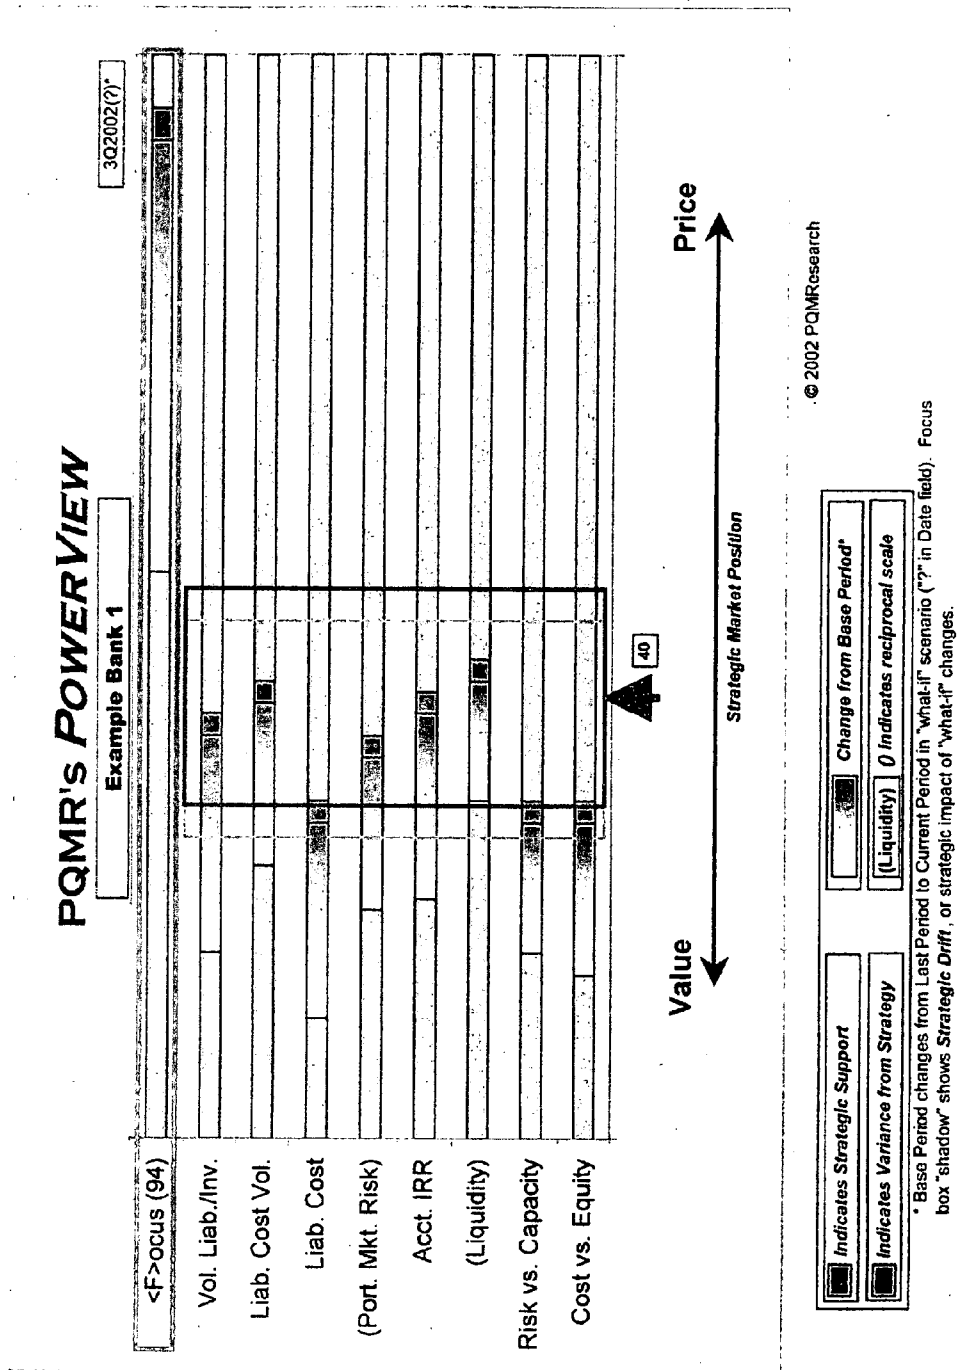 PQMR's POWERVIEW
Example Bank 1
3Q2002(?)*
<F>ocus (94)
Vol. Liab./Inv.
Liab. Cost Vol.
Liab. Cost
(Port. Mkt. Risk)
Acct. IRR
(Liquidity)
Risk vs. Capacity
Cost vs. Equity
40
Value
Price
Strategic Market Position
© 2002 PQMResearch
Indicates Strategic Support
Change from Base Period*
Indicates Variance from Strategy
(Liquidity) () Indicates reciprocal scale
* Base Period changes from Last Period to Current Period in "what-if" scenario ("?" in Date field). Focus
box "shadow" shows Strategic Drift, or strategic impact of "what-if" changes.